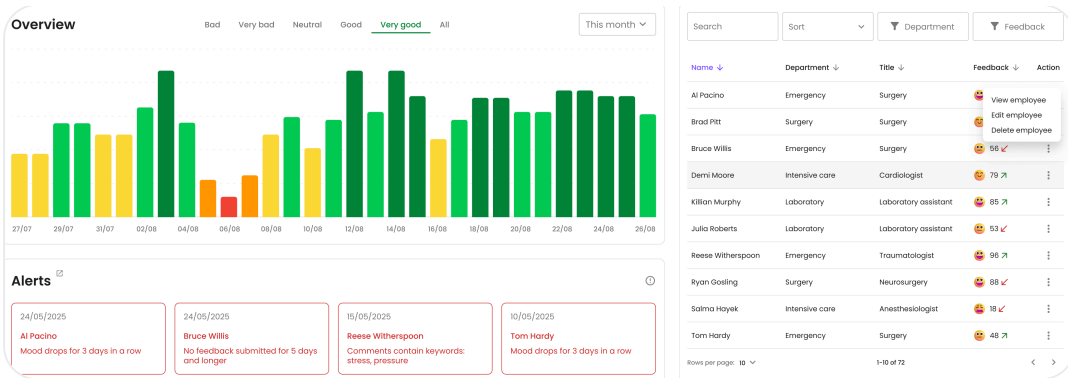 Overview
Bad Very bad Neutral Good Very good All
This month
27/07 29/07 31/07 02/08 04/08 06/08 08/08 10/08 12/08 14/08 16/08 18/08 20/08 22/08 24/08 26/08
Alerts
24/05/2025
Al Pacino
Mood drops for 3 days in a row
24/05/2025
Bruce Willis
No feedback submitted for 5 days
and longer
15/05/2025
Reese Witherspoon
Comments contain keywords:
stress, pressure
10/05/2025
Tom Hardy
Mood drops for 3 days in a row
Search Sort Department Feedback
Name Department Title Feedback Action
Al Pacino Emergency Surgery
Brad Pitt Surgery Surgery
View employee
Edit employee
Delete employee
Bruce Willis Emergency Surgery 56
Demi Moore Intensive care Cardiologist 79
Killian Murphy Laboratory Laboratory assistant 85
Julia Roberts Laboratory Laboratory assistant 53
Reese Witherspoon Emergency Traumatologist 96
Ryan Gosling Surgery Neurosurgery 88
Salma Hayek Intensive care Anesthesiologist 18
Tom Hardy Emergency Surgery 48
Rows per page: 10 1-10 of 72